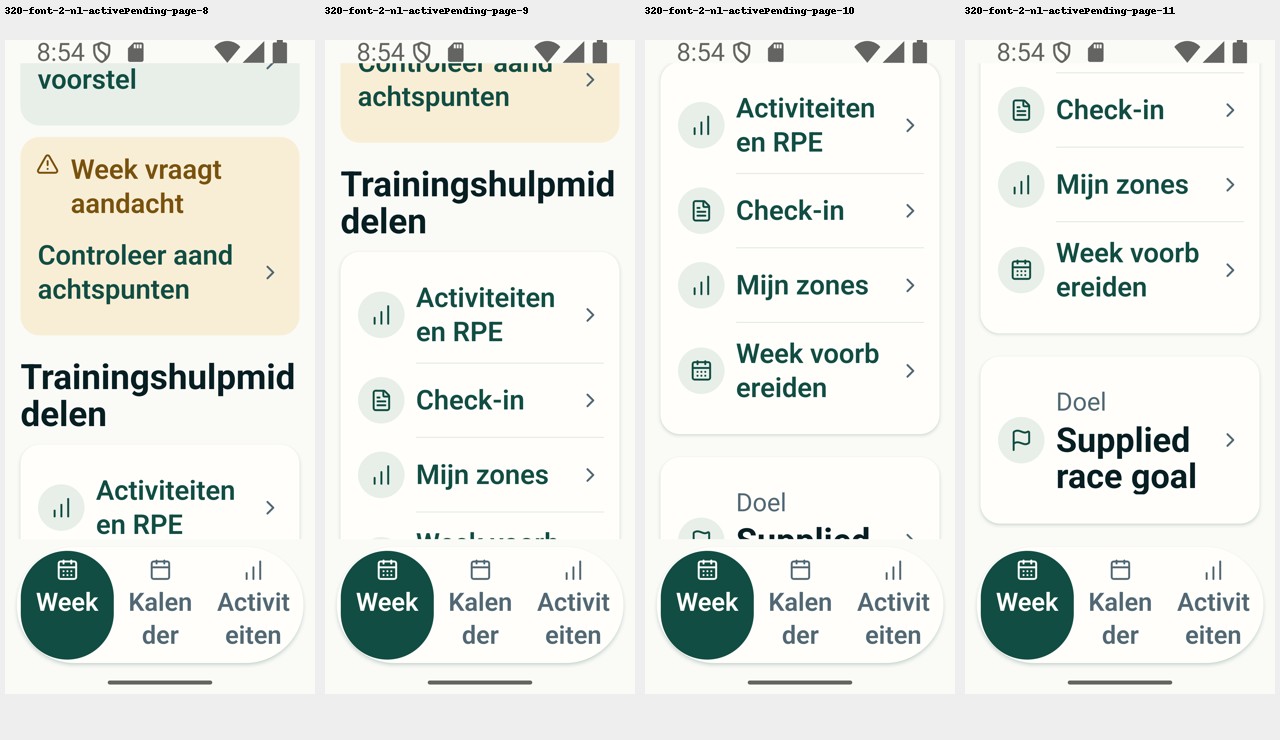 320-font-2-nl-activePending-page-8
8:54
voorstel
Week vraagt
aandacht
Controleer aand
achtspunten
Trainingshulpmid
delen
Activiteiten
en RPE
Week
Kalen
der
Activit
eiten
320-font-2-nl-activePending-page-9
8:54
Controleer aand
achtspunten
Trainingshulpmid
delen
Activiteiten
en RPE
Check-in
Mijn zones
Week voorb
Week
Kalen
der
Activit
eiten
320-font-2-nl-activePending-page-10
8:54
Activiteiten
en RPE
Check-in
Mijn zones
Week voorb
ereiden
Doel
Supplied
Week
Kalen
der
Activit
eiten
320-font-2-nl-activePending-page-11
8:54
Check-in
Mijn zones
Week voorb
ereiden
Doel
Supplied
race goal
Week
Kalen
der
Activit
eiten